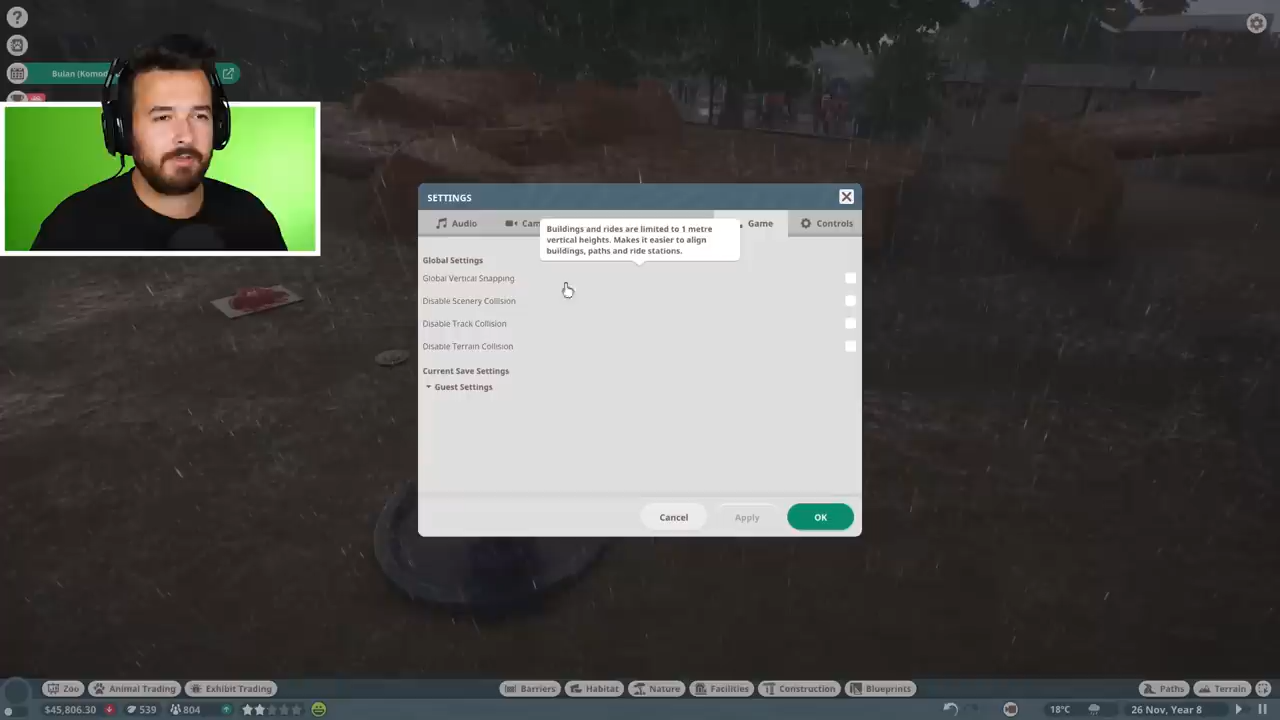 ?
Buian (Komo
SETTINGS
Audio
Cam
Game
Controls
Buildings and rides are limited to 1 metre
vertical heights. Makes it easier to align
buildings, paths and ride stations.
Global Settings
Global Vertical Snapping
Disable Scenery Collision
Disable Track Collision
Disable Terrain Collision
Current Save Settings
Guest Settings
Cancel
Apply
OK
Zoo
Animal Trading
Exhibit Trading
Barriers
Habitat
Nature
Facilities
Construction
Blueprints
Paths
Terrain
$45,806.30
539
804
18°C
26 Nov, Year 8